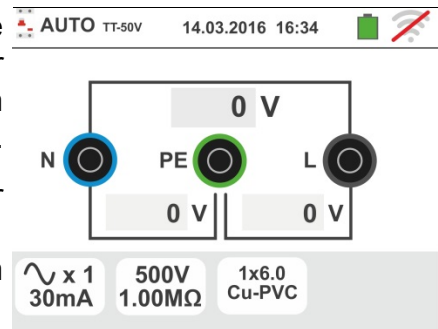 AUTO TT-50V 14.03.2016 16:34
0 V
N PE L
0 V 0 V
x 1 500V 1x6.0
30mA 1.00MΩ Cu-PVC